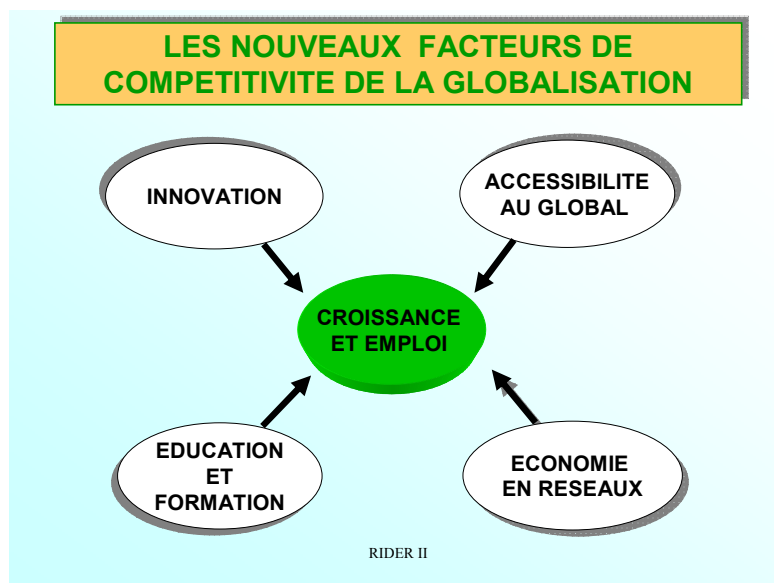 LES NOUVEAUX FACTEURS DE
COMPETITIVITE DE LA GLOBALISATION
INNOVATION
ACCESSIBILITE
AU GLOBAL
CROISSANCE
ET EMPLOI
EDUCATION
ET
FORMATION
ECONOMIE
EN RESEAUX
RIDER II